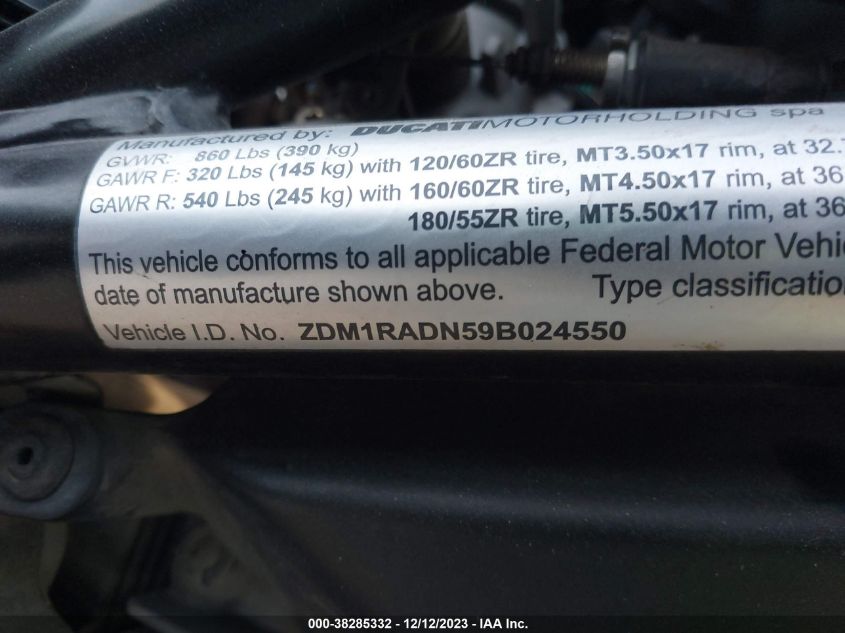 Manufactured by: DUCATIMOTORHOLDING spa
GVWR: 860 Lbs (390 kg)
GAWR F: 320 Lbs (145 kg) with 120/60ZR tire, MT3.50x17 rim, at 32.
GAWR R: 540 Lbs (245 kg) with 160/60ZR tire, MT4.50x17 rim, at 36
180/55ZR tire, MT5.50x17 rim, at 36
This vehicle conforms to all applicable Federal Motor Vehic
date of manufacture shown above. Type classification
Vehicle I.D. No. ZDM1RADN59B024550
000-38285332 - 12/12/2023 - IAA Inc.